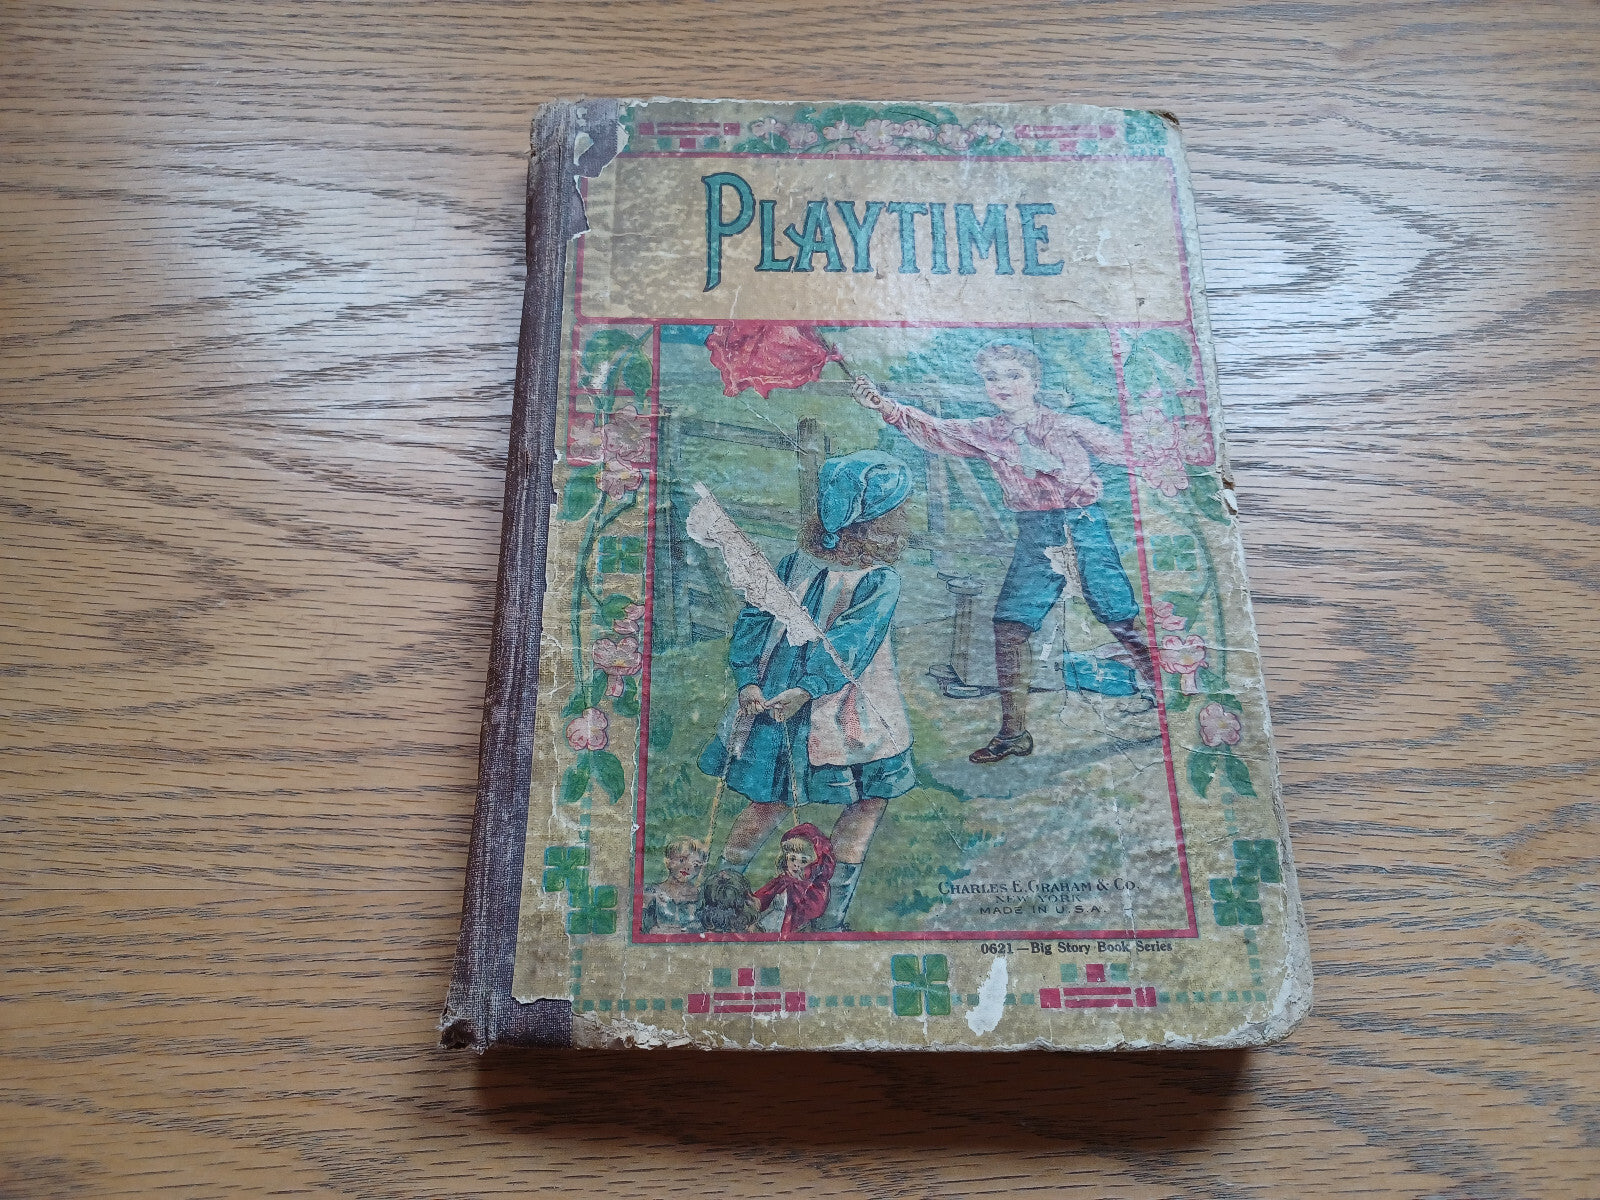 PLAYTIME
CHARLES E. GRAHAM & CO.
NEW YORK
MADE IN U.S.A.
0621—Big Story Book Series